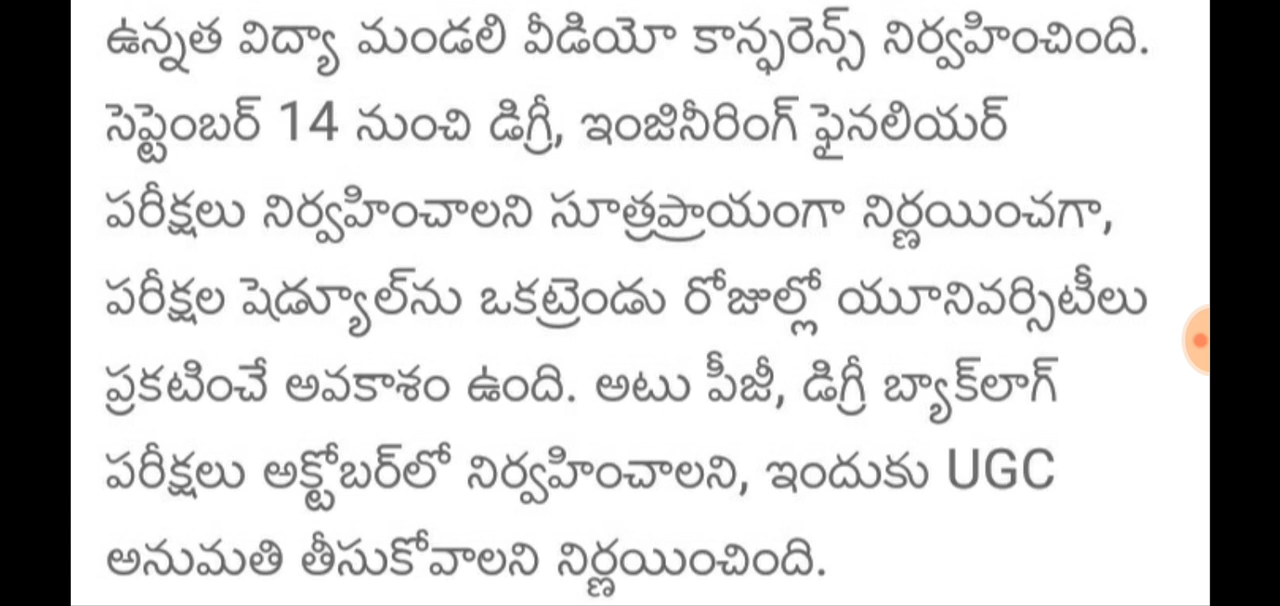 ఉన్నత విద్యా మండలి వీడియో కాన్ఫరెన్స్ నిర్వహించింది.
సెప్టెంబర్ 14 నుంచి డిగ్రీ, ఇంజినీరింగ్ ఫైనలియర్
పరీక్షలు నిర్వహించాలని సూత్రప్రాయంగా నిర్ణయించగా,
పరీక్షల షెడ్యూల్‌ను ఒకట్రెండు రోజుల్లో యూనివర్సిటీలు
ప్రకటించే అవకాశం ఉంది. అటు పీజీ, డిగ్రీ బ్యాక్‌లాగ్
పరీక్షలు అక్టోబర్‌లో నిర్వహించాలని, ఇందుకు UGC
అనుమతి తీసుకోవాలని నిర్ణయించింది.